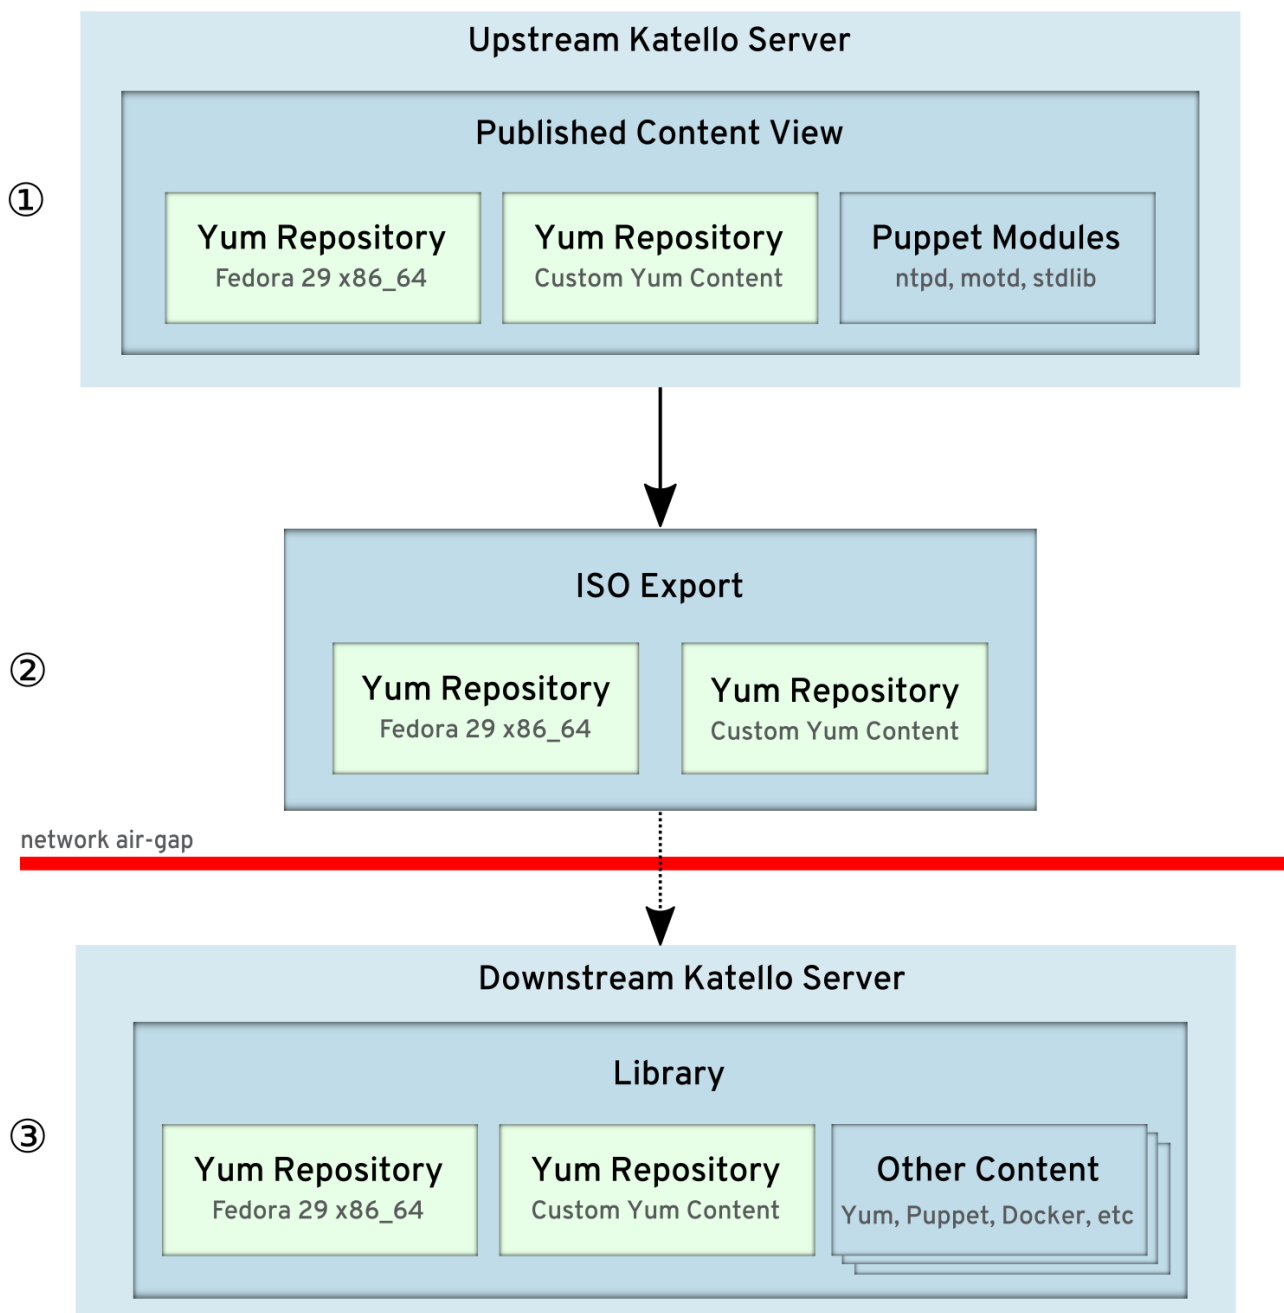 Upstream Katello Server
Published Content View
①
Yum Repository
Fedora 29 x86_64
Yum Repository
Custom Yum Content
Puppet Modules
ntpd, motd, stdlib
②
ISO Export
Yum Repository
Fedora 29 x86_64
Yum Repository
Custom Yum Content
network air-gap
Downstream Katello Server
Library
③
Yum Repository
Fedora 29 x86_64
Yum Repository
Custom Yum Content
Other Content
Yum, Puppet, Docker, etc